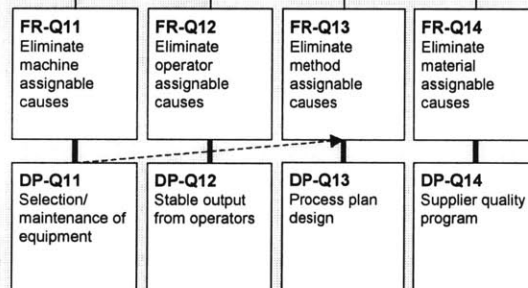 FR-Q11
Eliminate
machine
assignable
causes
FR-Q12
Eliminate
operator
assignable
causes
FR-Q13
Eliminate
method
assignable
causes
FR-Q14
Eliminate
material
assignable
causes
DP-Q11
Selection/
maintenance of
equipment
DP-Q12
Stable output
from operators
DP-Q13
Process plan
design
DP-Q14
Supplier quality
program